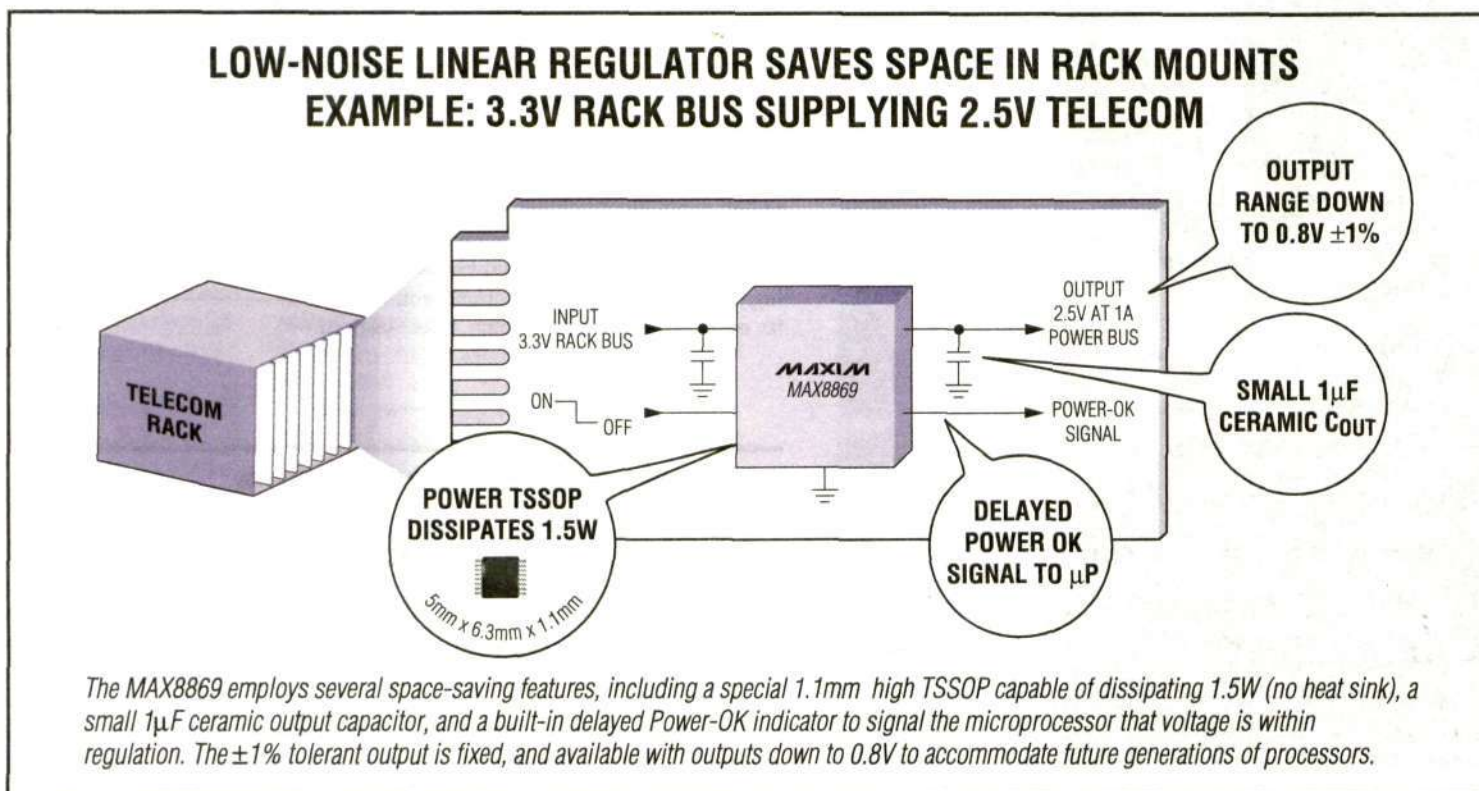 LOW-NOISE LINEAR REGULATOR SAVES SPACE IN RACK MOUNTS
EXAMPLE: 3.3V RACK BUS SUPPLYING 2.5V TELECOM
OUTPUT
RANGE DOWN
TO 0.8V ±1%
INPUT
3.3V RACK BUS
OUTPUT
2.5V AT 1A
POWER BUS
MAXIM
MAX8869
TELECOM
RACK
ON
OFF
POWER-OK
SIGNAL
SMALL 1µF
CERAMIC COUT
POWER TSSOP
DISSIPATES 1.5W
5mm x 6.3mm x 1.1mm
DELAYED
POWER OK
SIGNAL TO µP
The MAX8869 employs several space-saving features, including a special 1.1mm high TSSOP capable of dissipating 1.5W (no heat sink), a
small 1µF ceramic output capacitor, and a built-in delayed Power-OK indicator to signal the microprocessor that voltage is within
regulation. The ±1% tolerant output is fixed, and available with outputs down to 0.8V to accommodate future generations of processors.